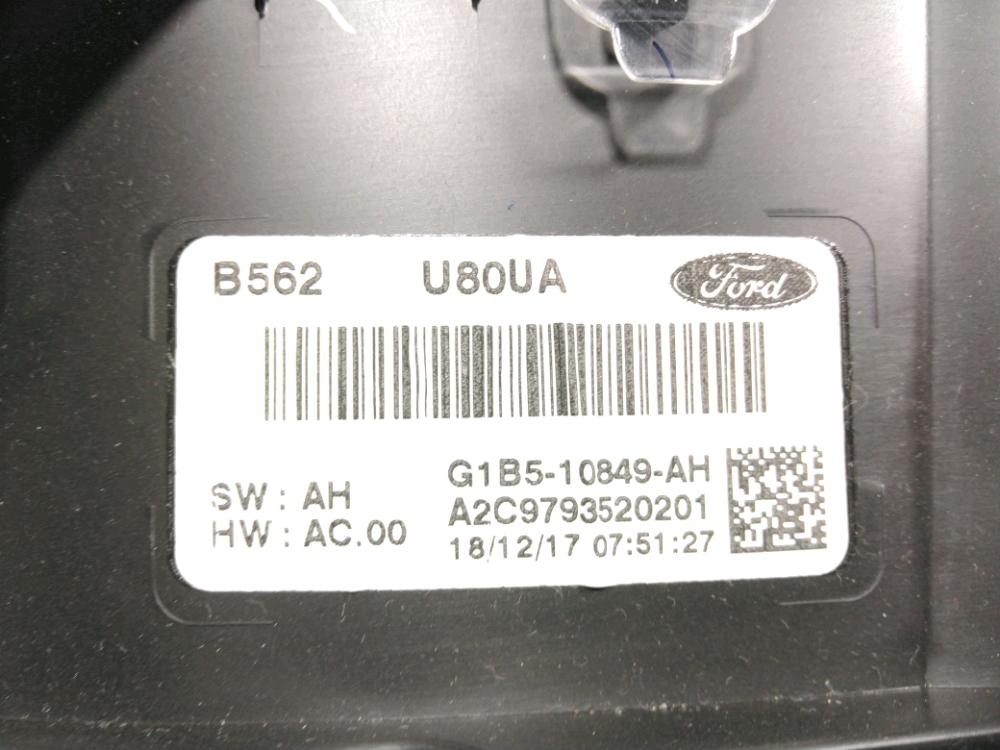 B562 U80UA Ford
G1B5-10849-AH
SW : AH
A2C9793520201
HW : AC.00
18/12/17 07:51:27